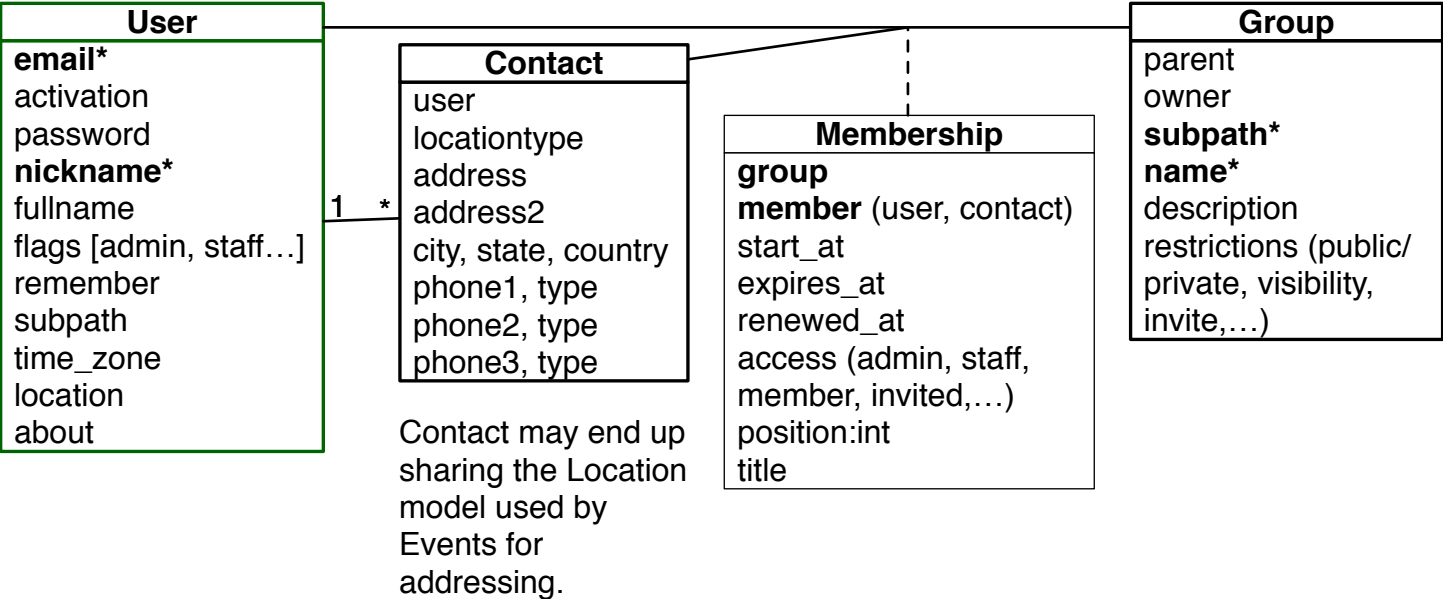 User
email*
activation
password
nickname*
fullname
flags [admin, staff…]
remember
subpath
time_zone
location
about
1
*
Contact
user
locationtype
address
address2
city, state, country
phone1, type
phone2, type
phone3, type
Contact may end up
sharing the Location
model used by
Events for
addressing.
Membership
group
member (user, contact)
start_at
expires_at
renewed_at
access (admin, staff,
member, invited,…)
position:int
title
Group
parent
owner
subpath*
name*
description
restrictions (public/
private, visibility,
invite,…)